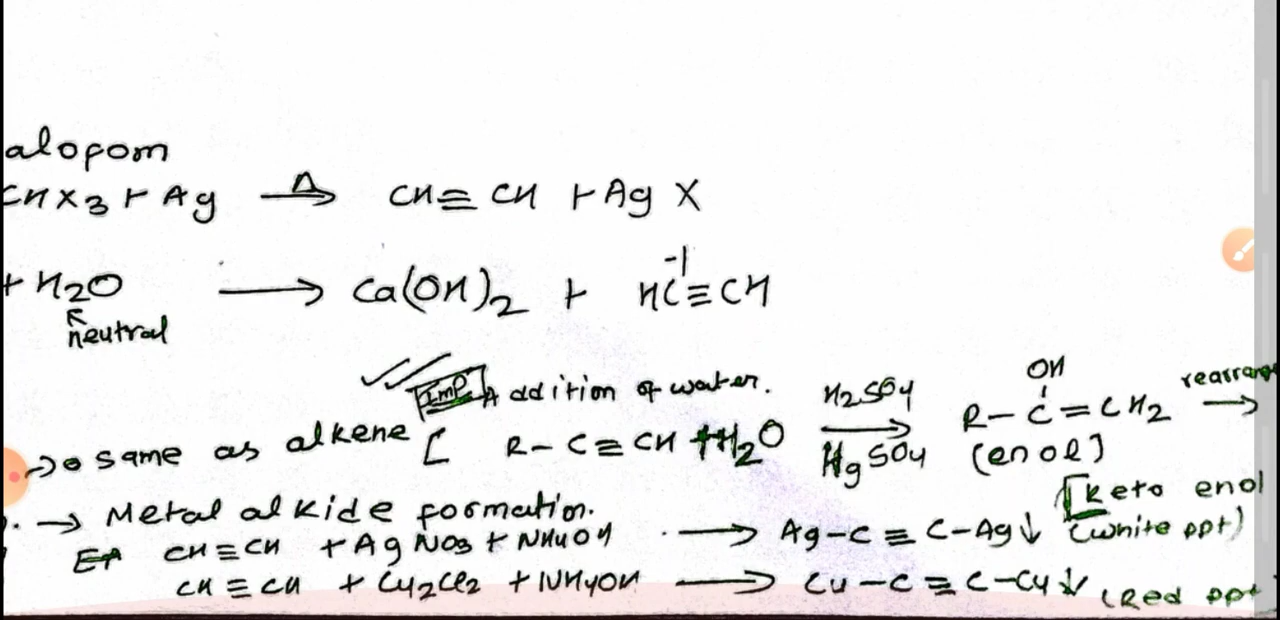 alofom
CHX3 + Ag —Δ→ CH≡CH + AgX
+ H2O → Ca(OH)2 + HC≡CH
-1
neutral
Imp Addition of water.
→ same as alkene [ R-C≡CH + H2O H2SO4 → HgSO4 R-C=CH2 rearrang →
OH
(enol)
[keto enol
→ Metal alkide formation.
CH≡CH + AgNO3 + NH4OH → Ag-C≡C-Ag↓ (white ppt)
CH≡CH + Cu2Cl2 + NH4OH → Cu-C≡C-Cu↓ (Red ppt